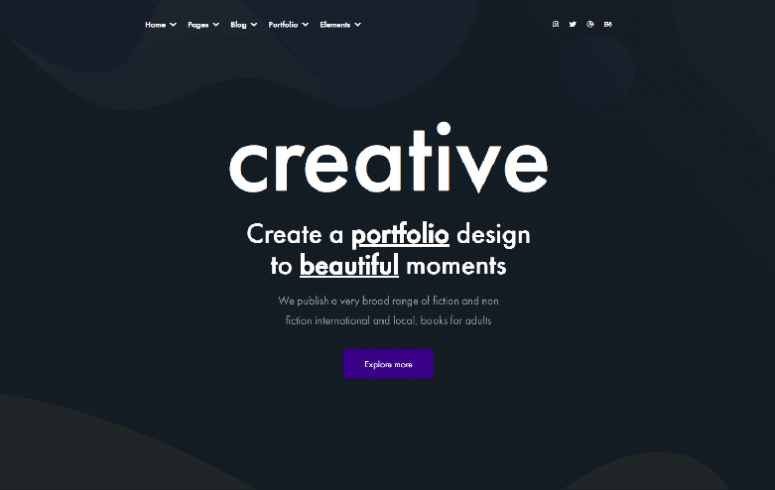 Home Pages Blog Portfolio Elements
creative
Create a portfolio design
to beautiful moments
We publish a very broad range of fiction and non
fiction international and local, books for adults
Explore more